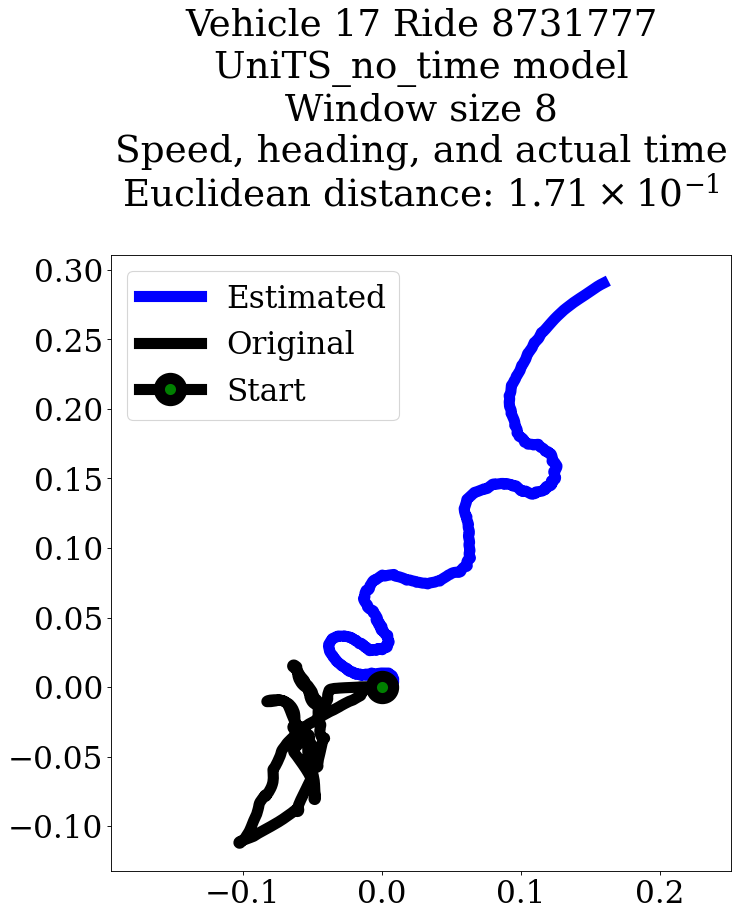 Vehicle 17 Ride 8731777
UniTS_no_time model
Window size 8
Speed, heading, and actual time
Euclidean distance: 1.71 × 10⁻¹
Estimated
Original
Start
0.30
0.25
0.20
0.15
0.10
0.05
0.00
−0.05
−0.10
−0.1 0.0 0.1 0.2